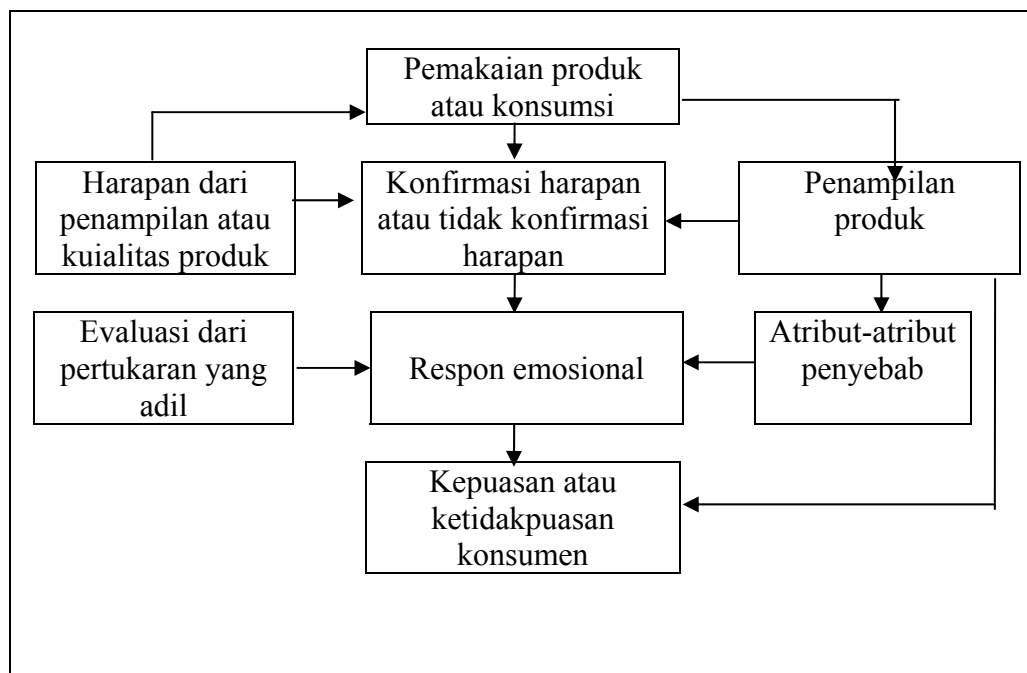 Pemakaian produk
atau konsumsi
Harapan dari
penampilan atau
kuialitas produk
Konfirmasi harapan
atau tidak konfirmasi
harapan
Penampilan
produk
Evaluasi dari
pertukaran yang
adil
Respon emosional
Atribut-atribut
penyebab
Kepuasan atau
ketidakpuasan
konsumen